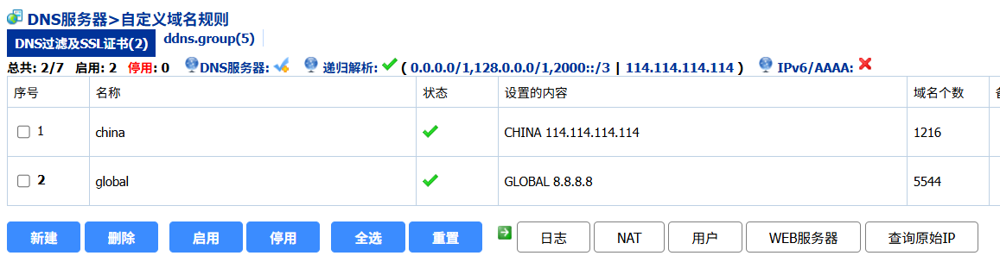 DNS服务器>自定义域名规则
DNS过滤及SSL证书(2) ddns.group(5)
总共: 2/7 启用: 2 停用: 0 DNS服务器: 递归解析: ( 0.0.0.0/1,128.0.0.0/1,2000::/3 | 114.114.114.114 ) IPv6/AAAA:
序号 名称 状态 设置的内容 域名个数
1 china CHINA 114.114.114.114 1216
2 global GLOBAL 8.8.8.8 5544
新建 删除 启用 停用 全选 重置 日志 NAT 用户 WEB服务器 查询原始IP